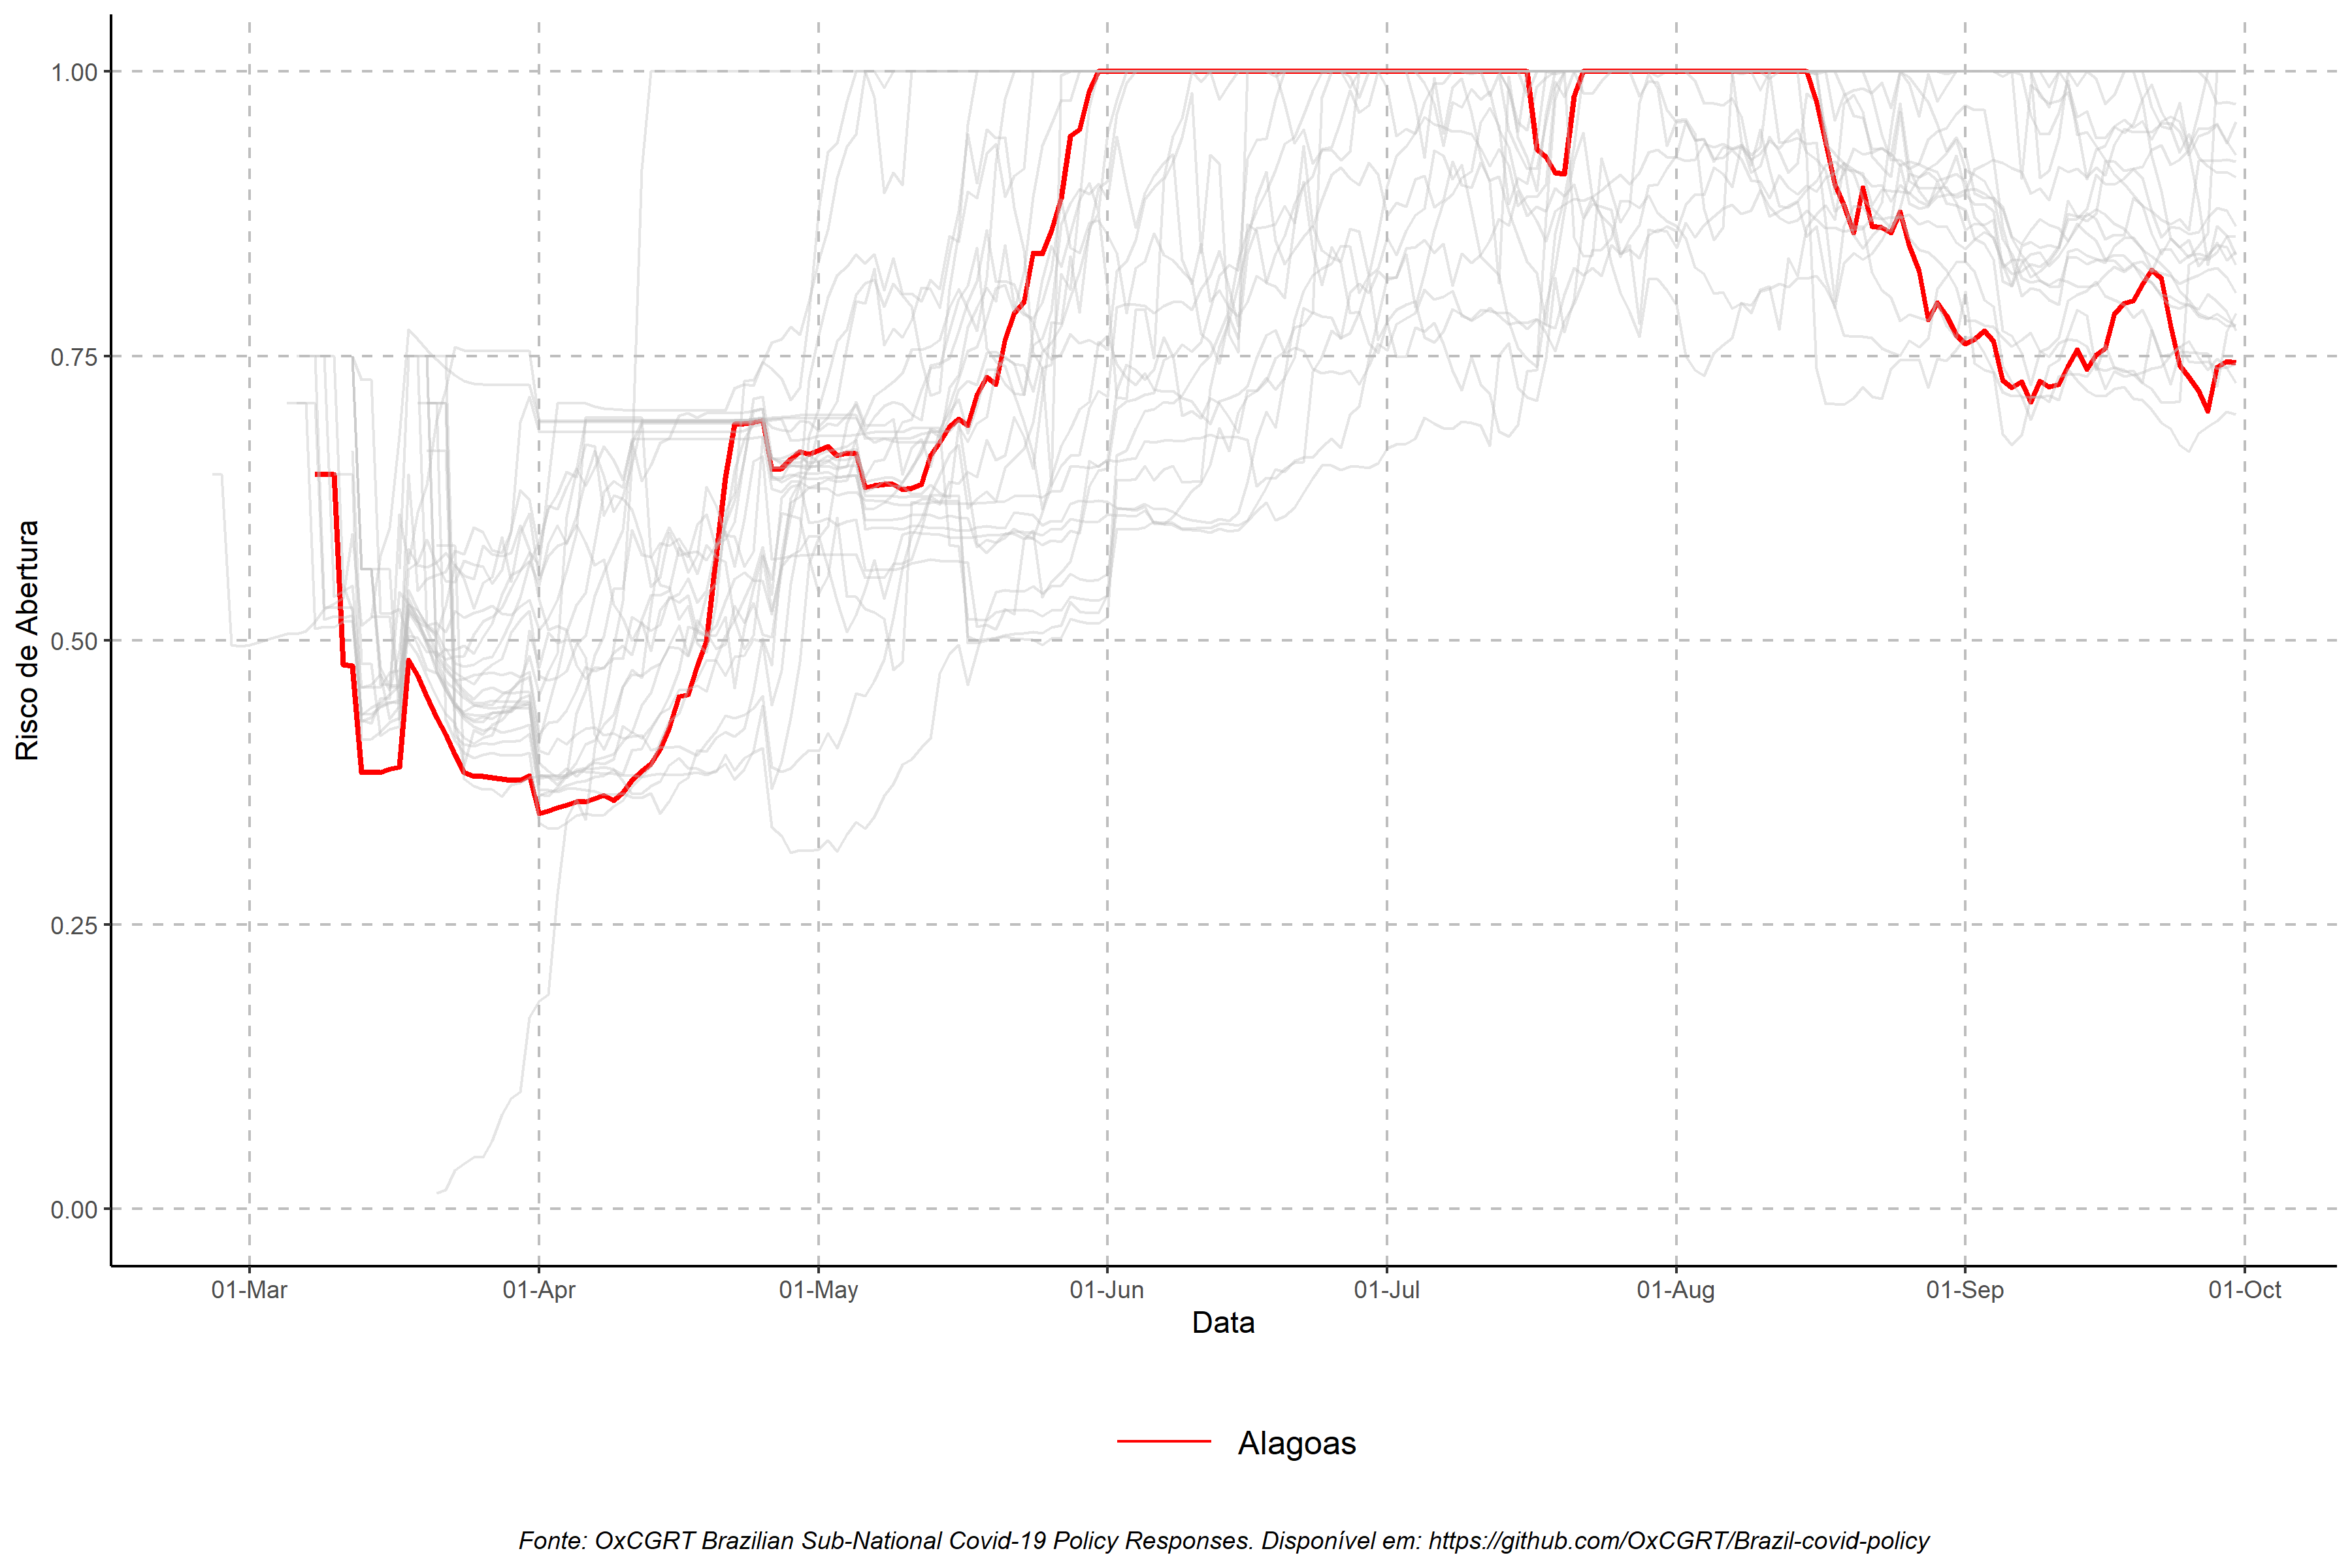 Risco de Abertura
1.00
0.75
0.50
0.25
0.00
01-Mar 01-Apr 01-May 01-Jun 01-Jul 01-Aug 01-Sep 01-Oct
Data
Alagoas
Fonte: OxCGRT Brazilian Sub-National Covid-19 Policy Responses. Disponível em: https://github.com/OxCGRT/Brazil-covid-policy